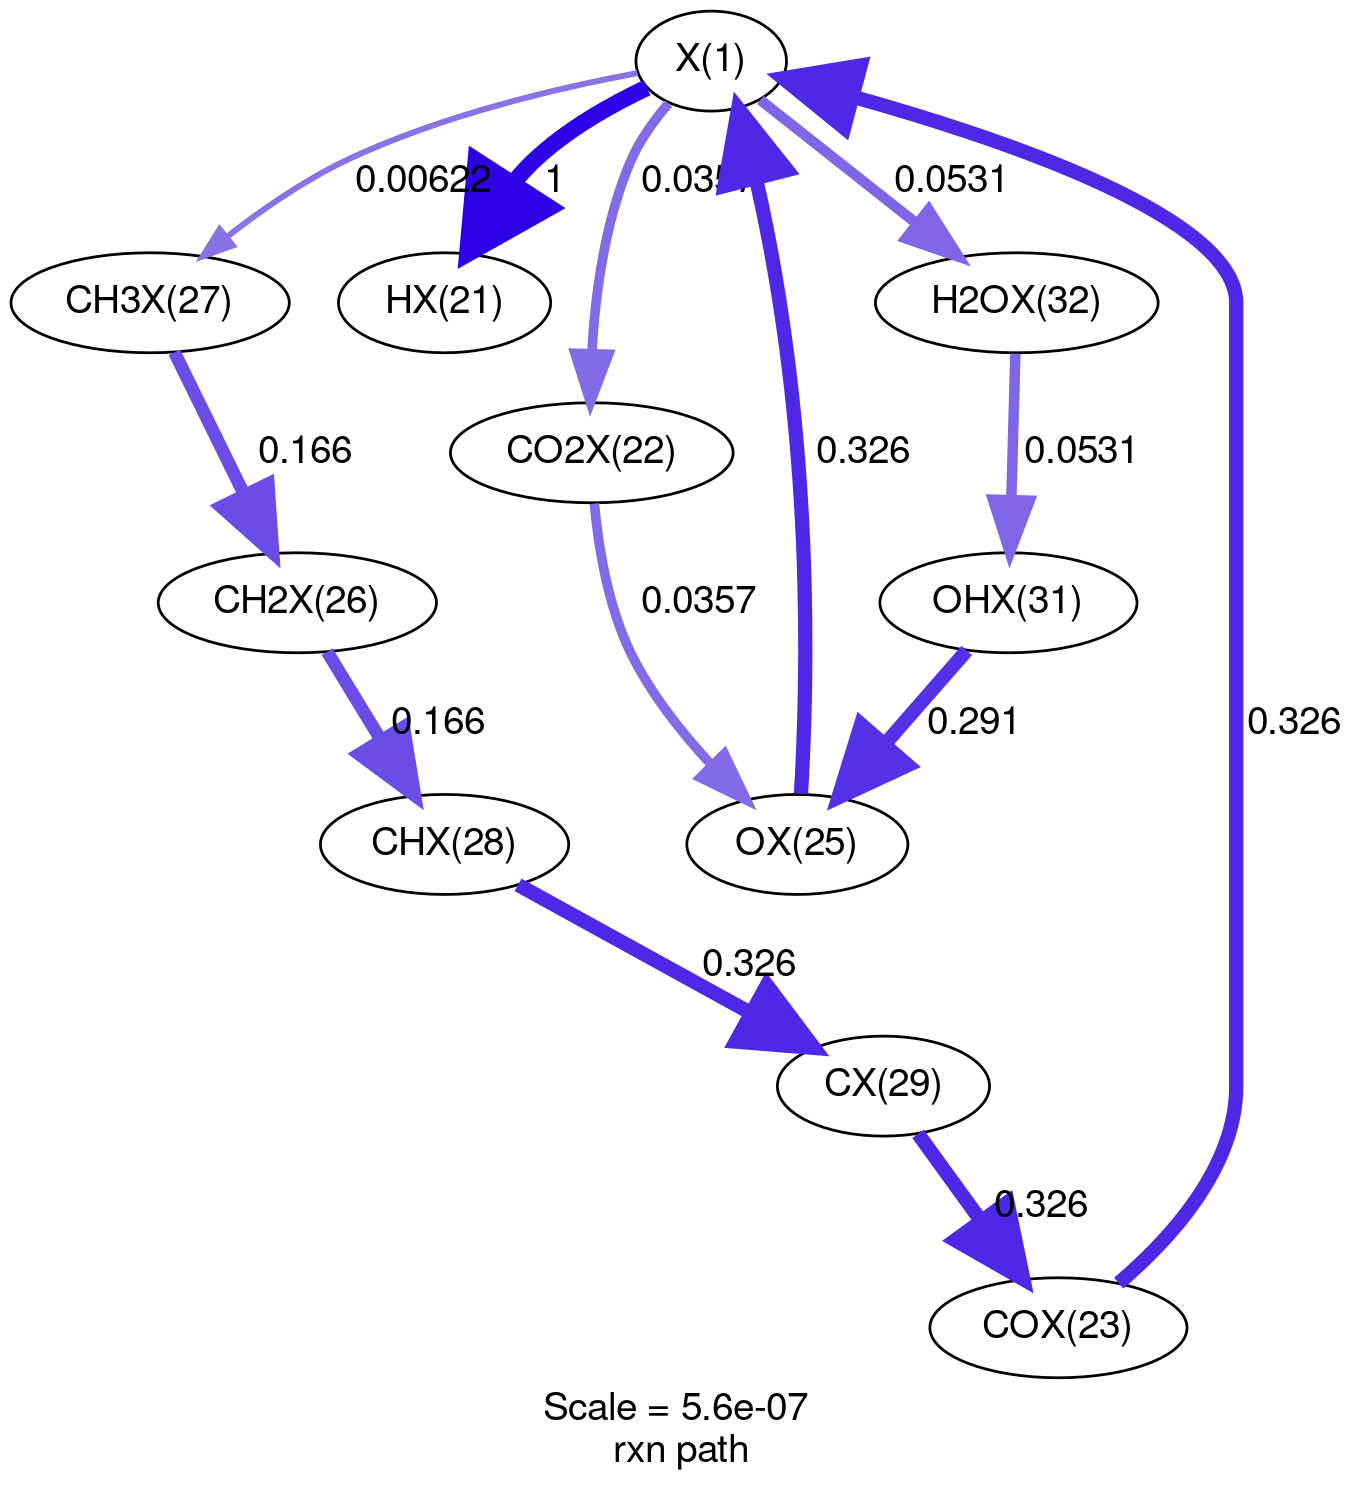 X(1)
0.00622
1
0.0357
0.0531
CH3X(27)
HX(21)
H2OX(32)
0.166
CO2X(22)
0.326
0.0531
CH2X(26)
0.0357
OHX(31)
0.166
0.291
0.326
CHX(28)
OX(25)
0.326
CX(29)
0.326
COX(23)
Scale = 5.6e-07
rxn path